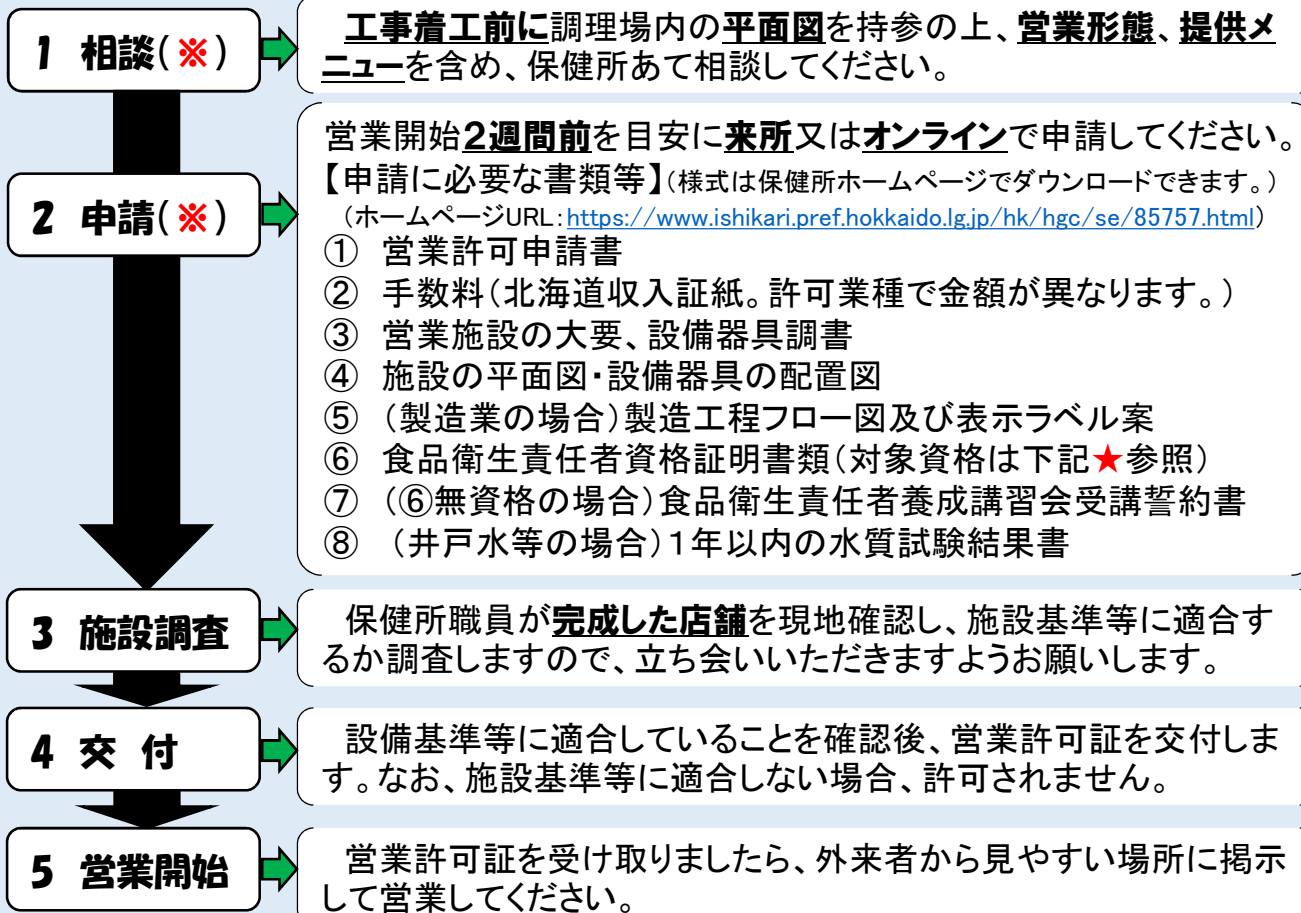 1 相談(※)
工事着工前に調理場内の平面図を持参の上、営業形態、提供メ
ニューを含め、保健所あて相談してください。
2 申請(※)
営業開始２週間前を目安に来所又はオンラインで申請してください。
【申請に必要な書類等】(様式は保健所ホームページでダウンロードできます。)
(ホームページURL:https://www.ishikari.pref.hokkaido.lg.jp/hk/hgc/se/85757.html)
① 営業許可申請書
② 手数料(北海道収入証紙。許可業種で金額が異なります。)
③ 営業施設の大要、設備器具調書
④ 施設の平面図・設備器具の配置図
⑤ (製造業の場合)製造工程フロー図及び表示ラベル案
⑥ 食品衛生責任者資格証明書類(対象資格は下記★参照)
⑦ (⑥無資格の場合)食品衛生責任者養成講習会受講誓約書
⑧ (井戸水等の場合)１年以内の水質試験結果書
3 施設調査
保健所職員が完成した店舗を現地確認し、施設基準等に適合す
るか調査しますので、立ち会いいただきますようお願いします。
4 交 付
設備基準等に適合していることを確認後、営業許可証を交付しま
す。なお、施設基準等に適合しない場合、許可されません。
5 営業開始
営業許可証を受け取りましたら、外来者から見やすい場所に掲示
して営業してください。